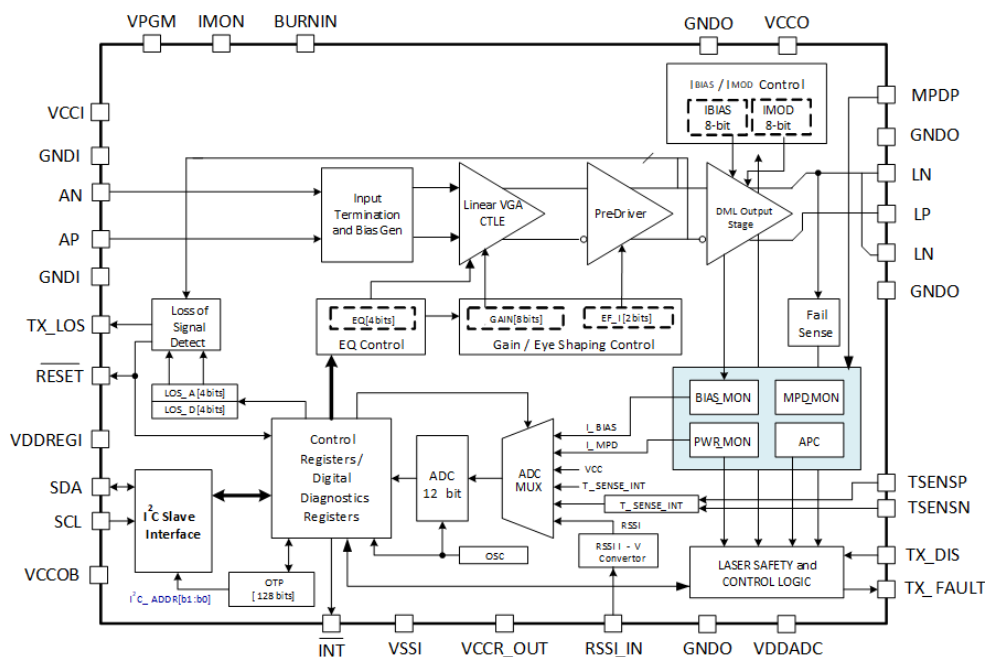 VPGM IMON BURNIN GNDO VCCO
VCCI
GNDI
AN
AP
GNDI
TX_LOS
RESET
VDDREGI
SDA
SCL
VCCOB
MPDP
GNDO
LN
LP
LN
GNDO
TSENSP
TSENSN
TX_DIS
TX_FAULT
INT VSSI VCCR_OUT RSSI_IN GNDO VDDADC
IBIAS / IMOD Control
IBIAS
8-bit
IMOD
8-bit
Input
Termination
and Bias Gen
Linear VGA
CTLE
PreDriver
DML Output
Stage
Loss of
Signal
Detect
LOS_A[4bits]
LOS_D[4bits]
EQ[4bits]
EQ Control
GAIN[8bits]
EF_I[2bits]
Gain / Eye Shaping Control
Fail
Sense
BIAS_MON
MPD_MON
PWR_MON
APC
Control
Registers/
Digital
Diagnostics
Registers
ADC
12 bit
ADC
MUX
I_BIAS
I_MPD
VCC
T_SENSE_INT
T_SENSE_INT
RSSI
RSSI I - V
Convertor
OSC
I²C Slave
Interface
I²C_ADDR[b1:b0]
OTP
[128 bits]
LASER SAFETY and
CONTROL LOGIC